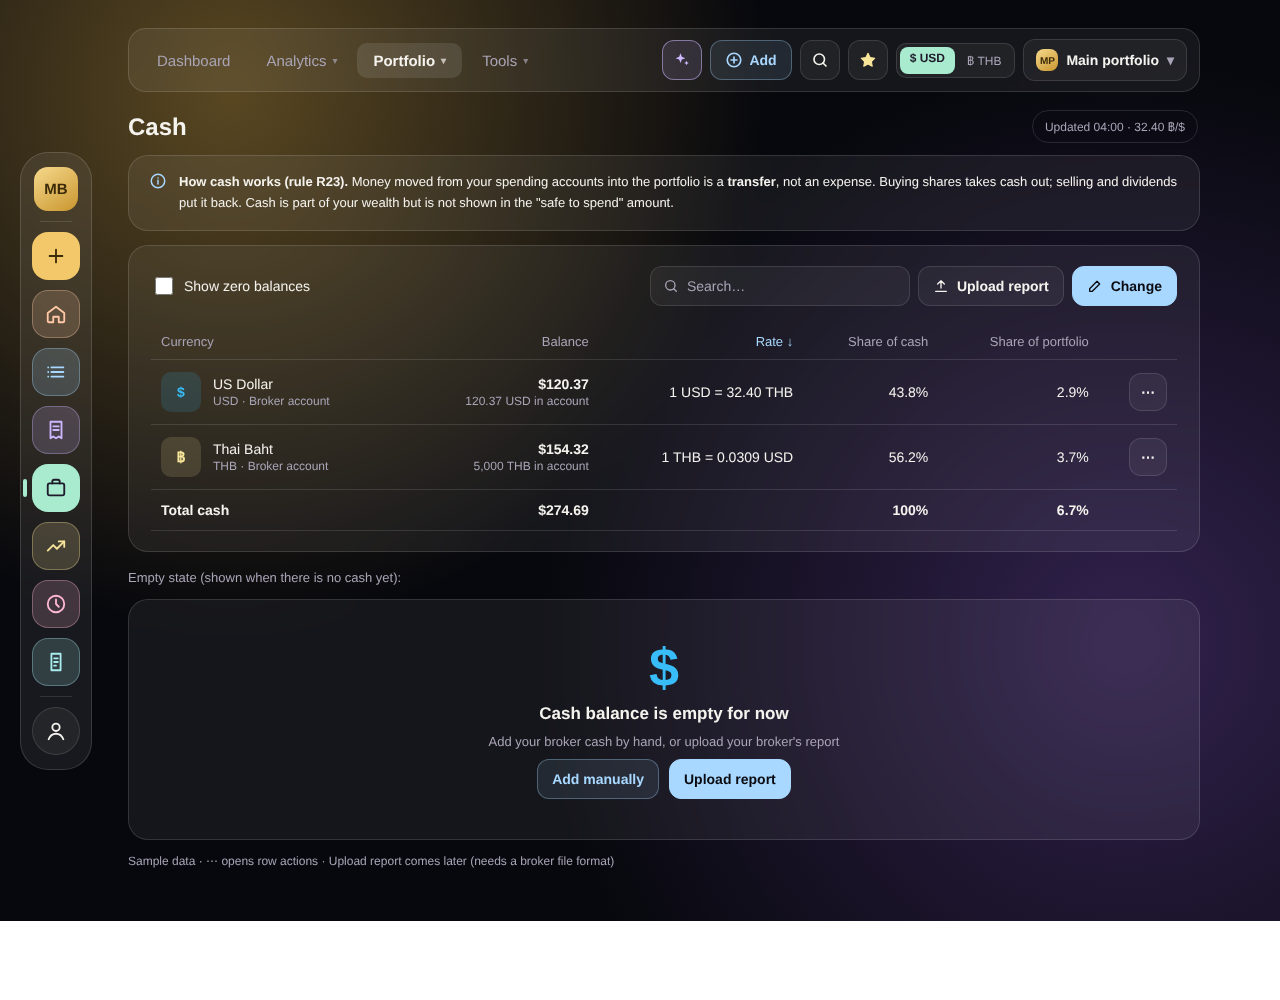 Dashboard
Analytics ▾
Portfolio ▾
Tools ▾
Add
$ USD
฿ THB
MP
Main portfolio ▾
Cash
Updated 04:00 · 32.40 ฿/$
MB
How cash works (rule R23). Money moved from your spending accounts into the portfolio is a transfer, not an expense. Buying shares takes cash out; selling and dividends
put it back. Cash is part of your wealth but is not shown in the "safe to spend" amount.
Show zero balances
Search…
Upload report
Change
Currency
Balance
Rate ↓
Share of cash
Share of portfolio
$
US Dollar
USD · Broker account
$120.37
120.37 USD in account
1 USD = 32.40 THB
43.8%
2.9%
⋯
฿
Thai Baht
THB · Broker account
$154.32
5,000 THB in account
1 THB = 0.0309 USD
56.2%
3.7%
⋯
Total cash
$274.69
100%
6.7%
Empty state (shown when there is no cash yet):
$
Cash balance is empty for now
Add your broker cash by hand, or upload your broker's report
Add manually
Upload report
Sample data · ⋯ opens row actions · Upload report comes later (needs a broker file format)